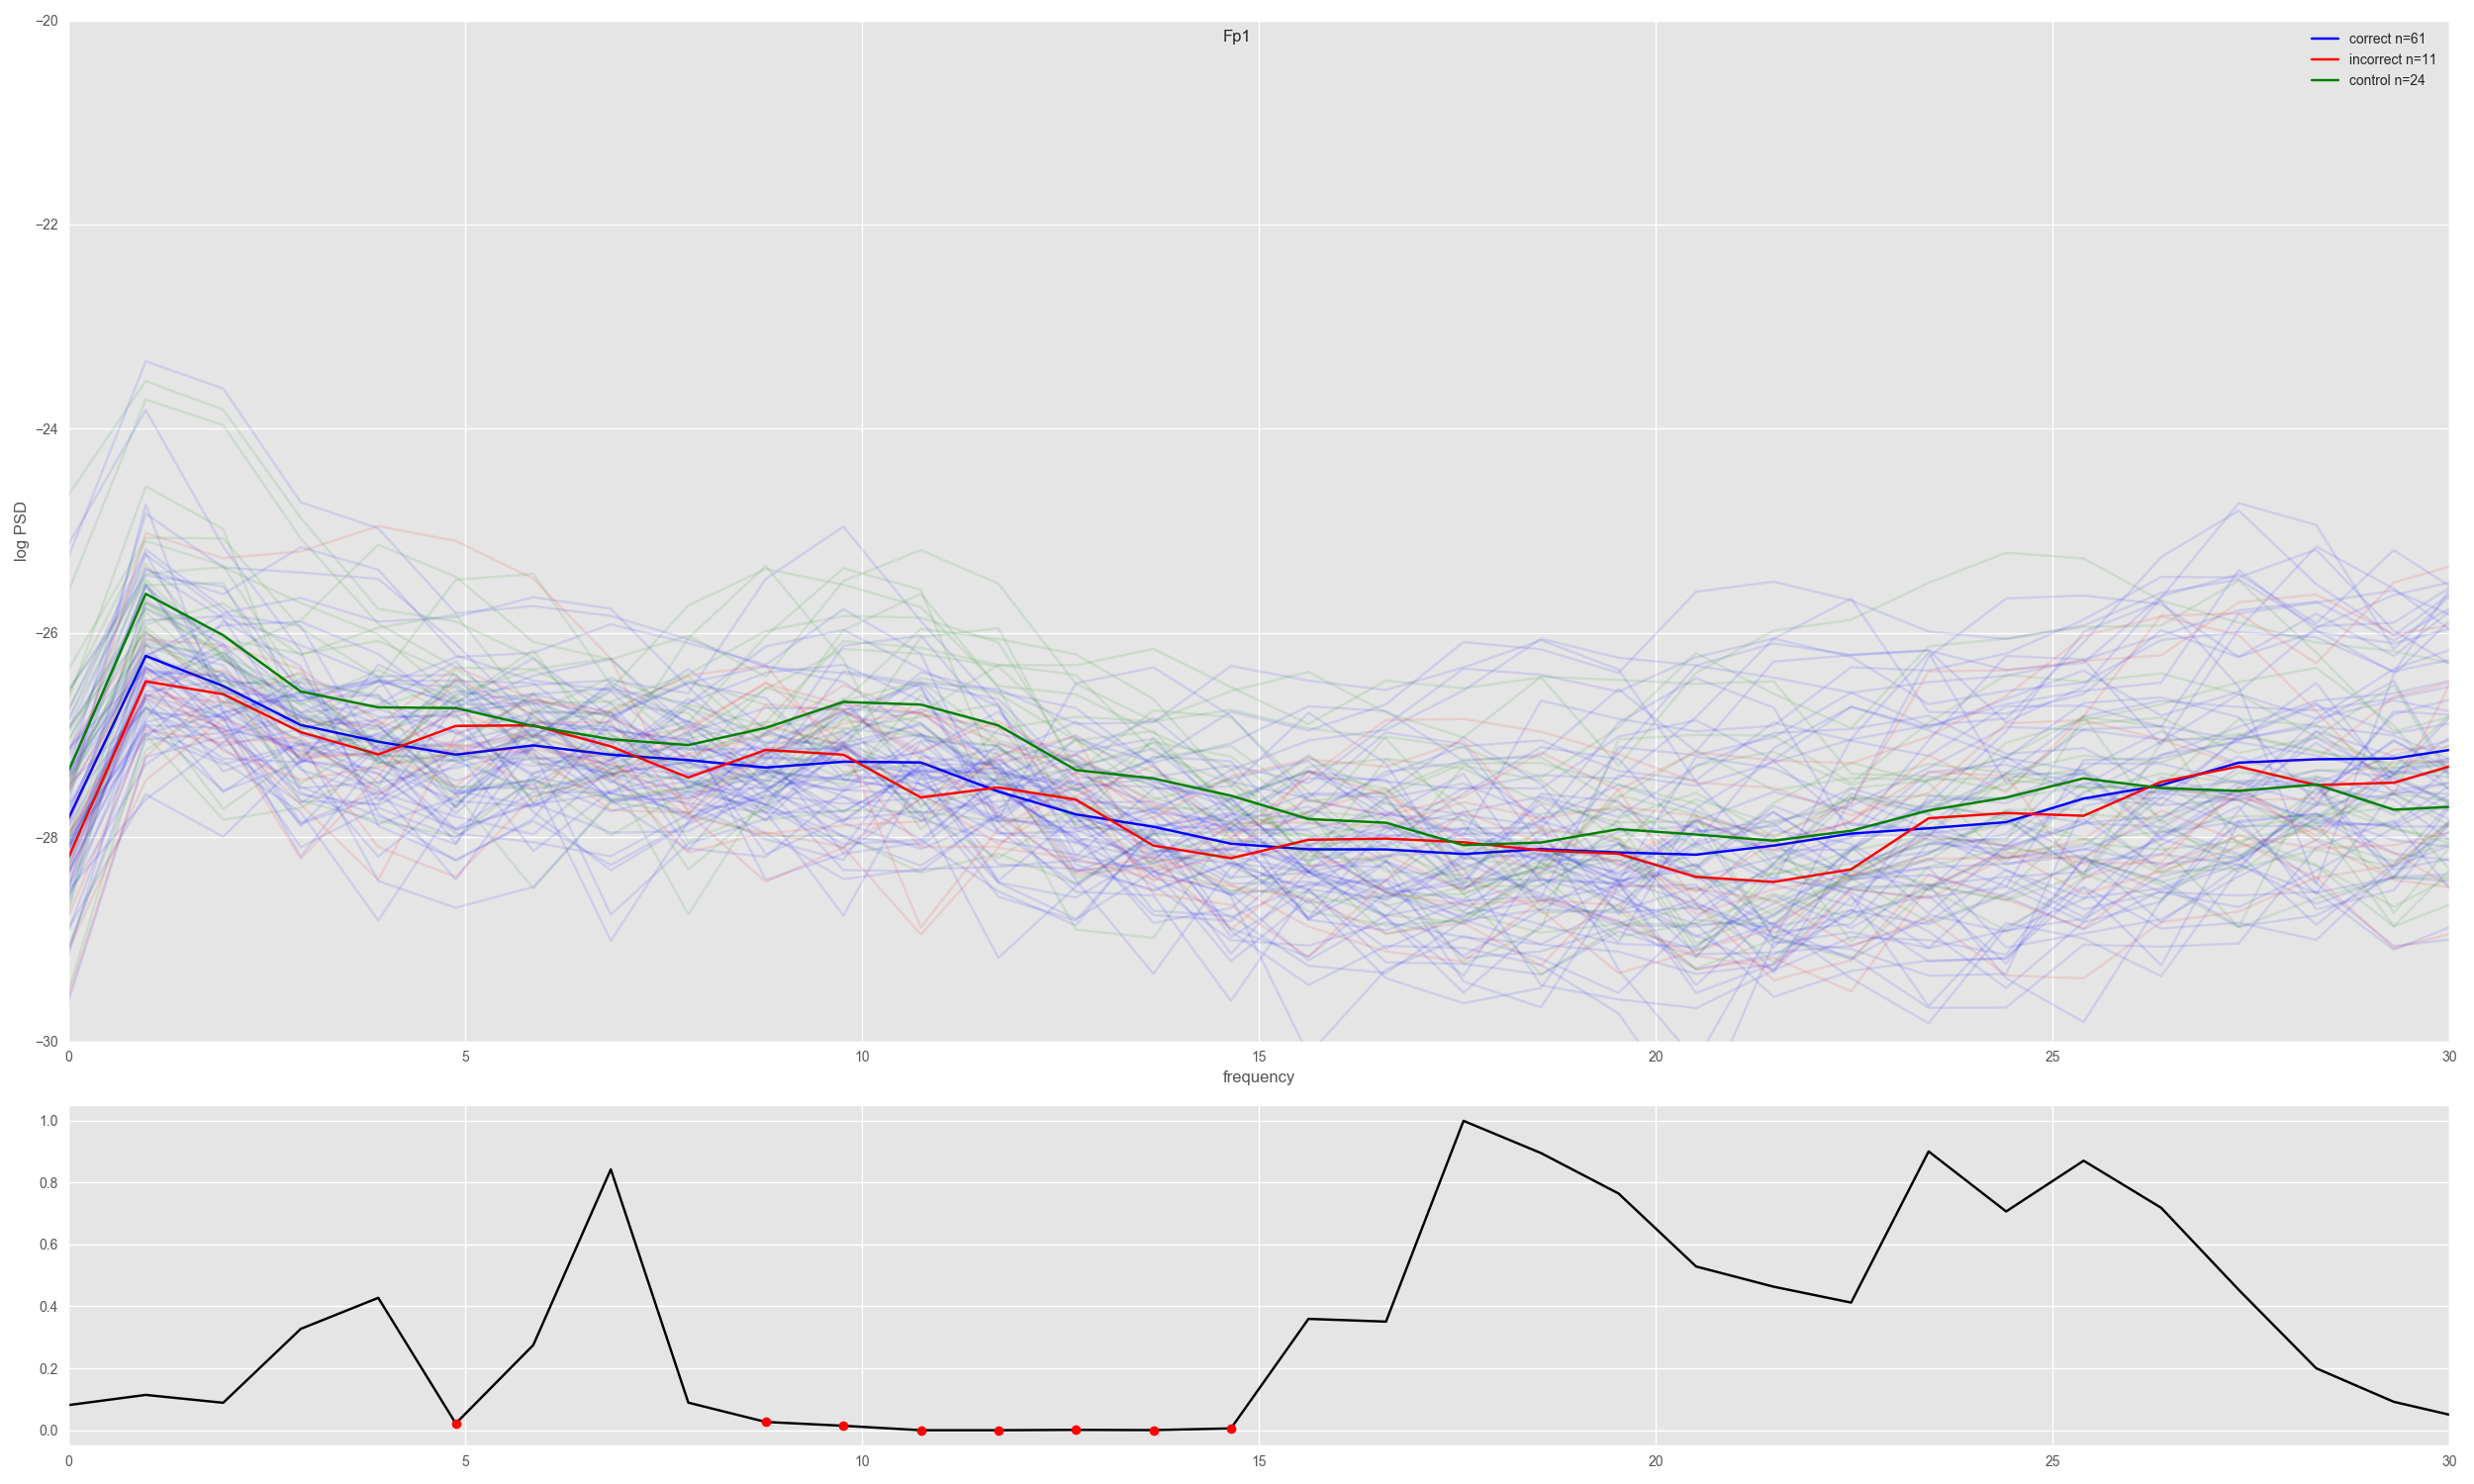 Fp1
correct n=61
incorrect n=11
control n=24
−20
−22
−24
−26
−28
−30
log PSD
0 5 10 15 20 25 30
frequency
1.0
0.8
0.6
0.4
0.2
0.0
0 5 10 15 20 25 30